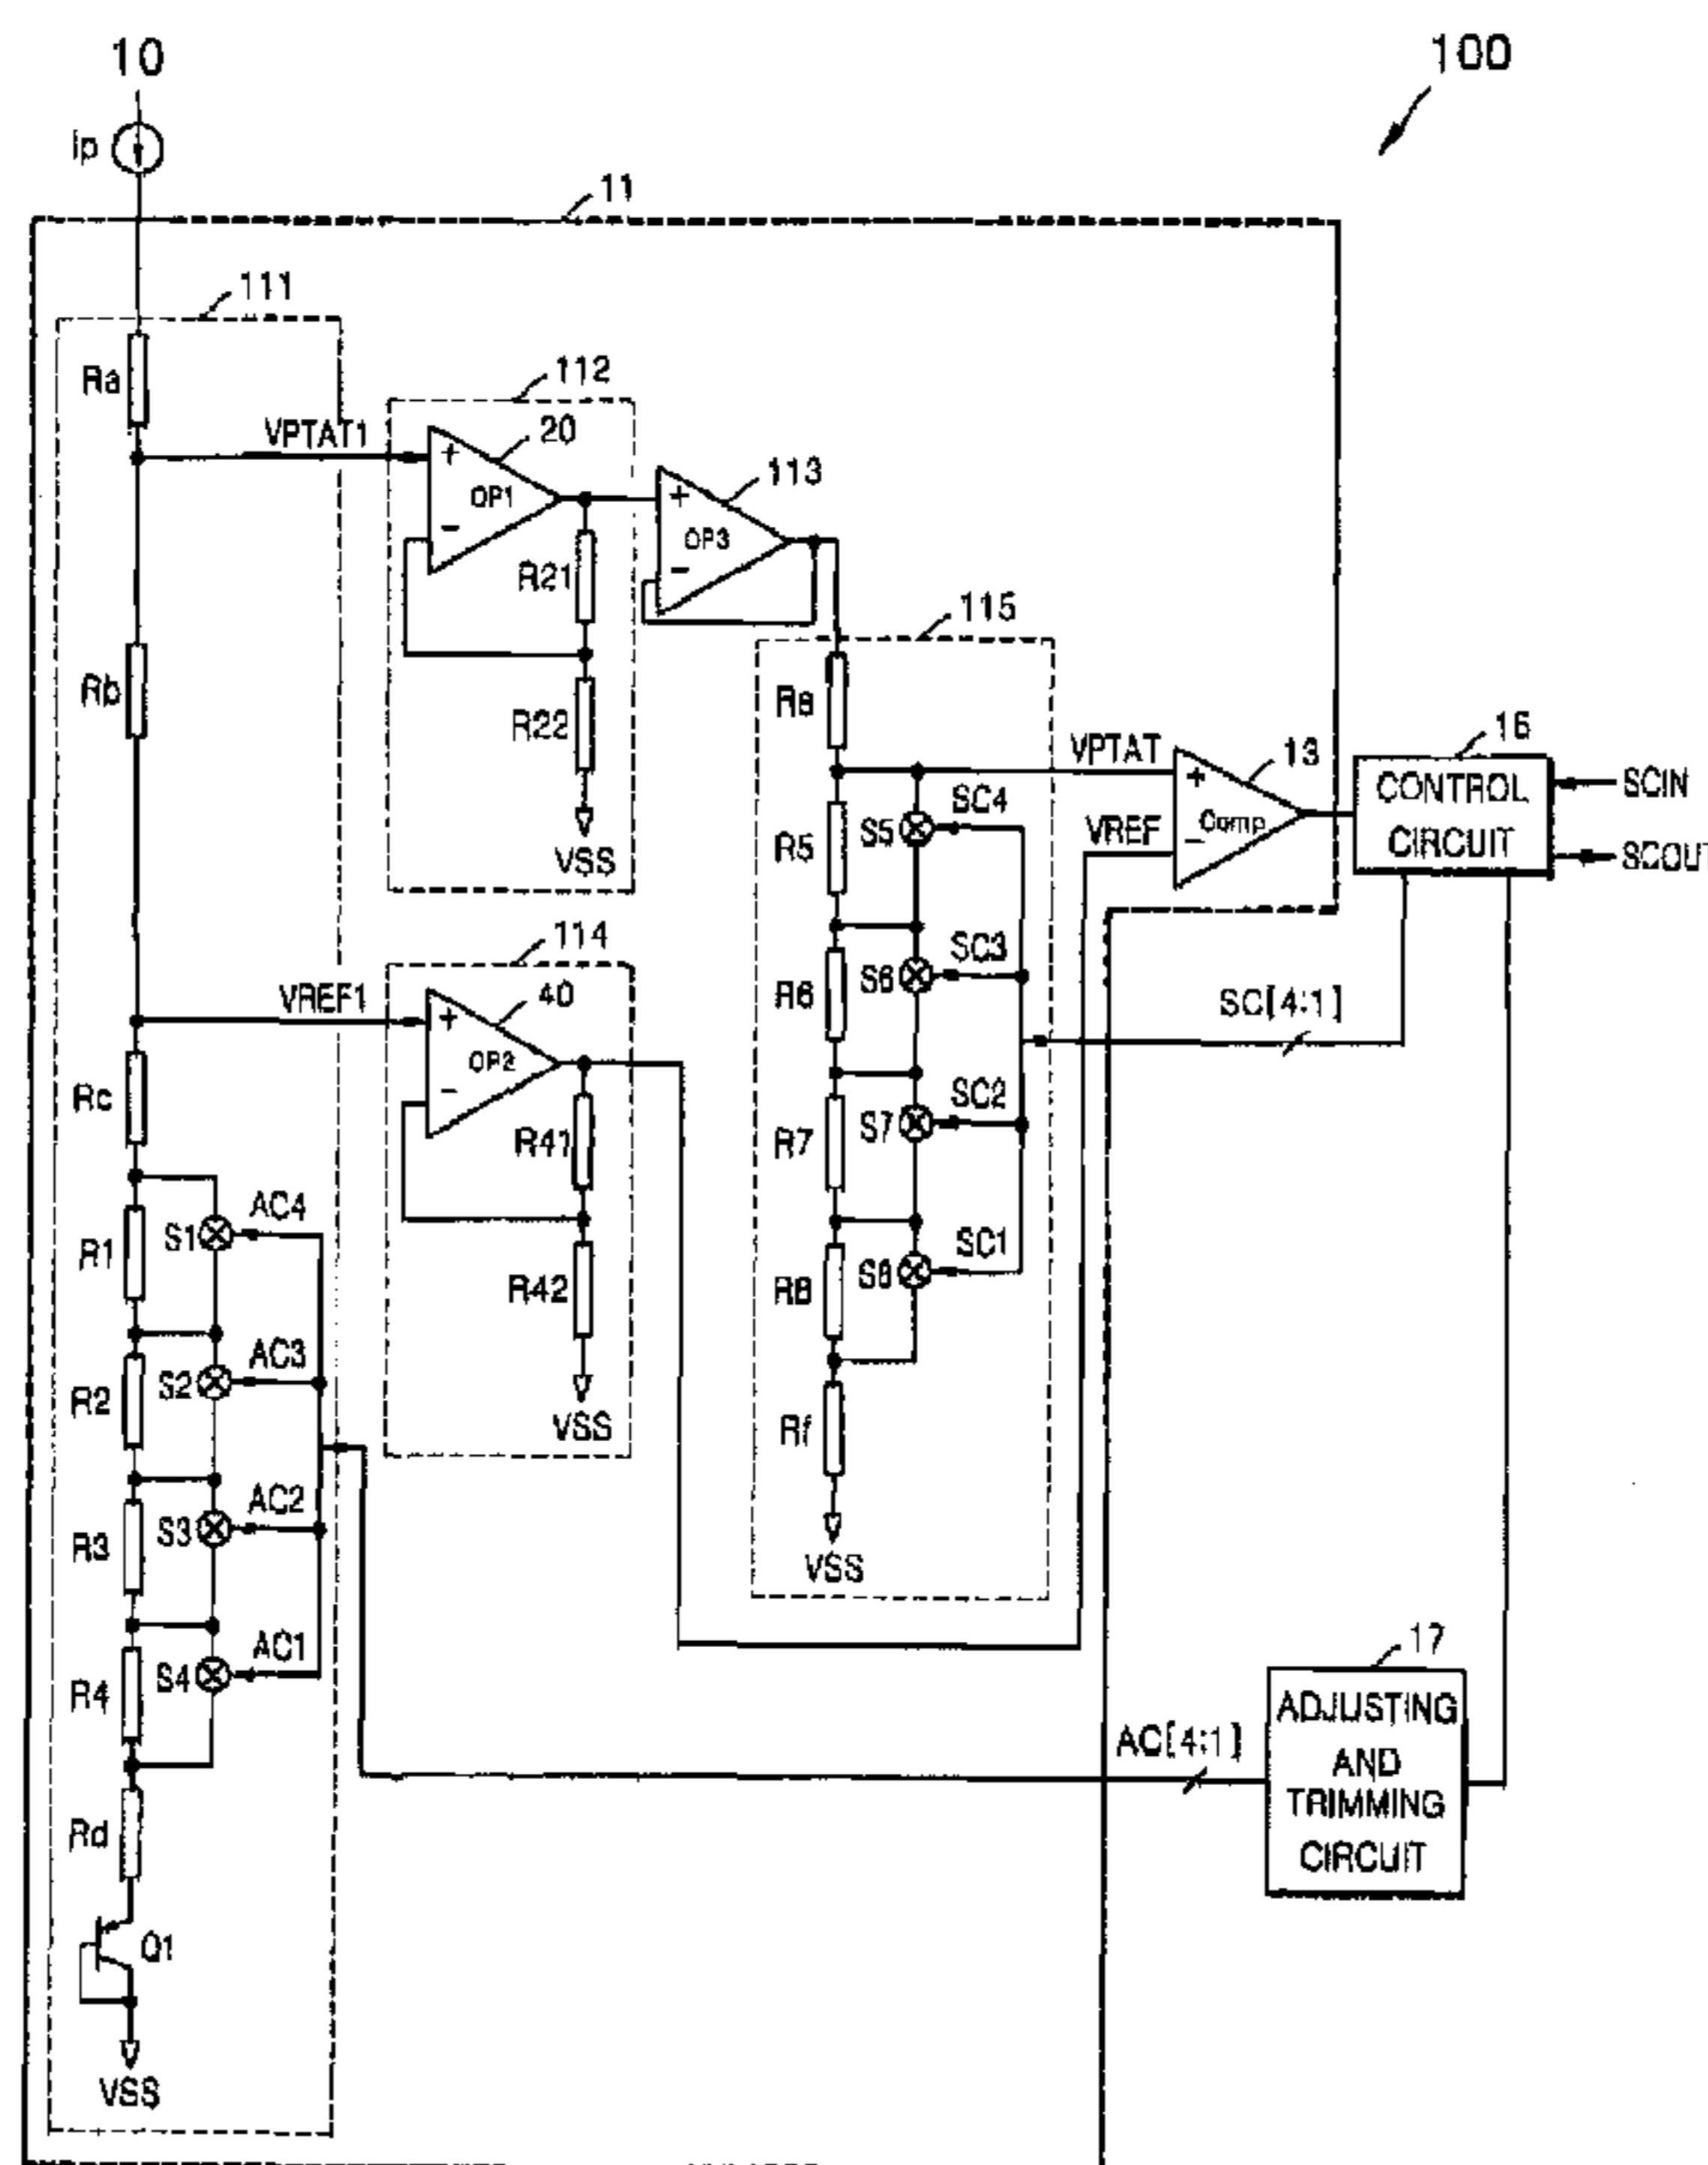 10
100
Ip
11
111
Ra
112
VPTAT1
20
+
OP1
-
113
+
OP3
-
R21
115
Rb
Re
R22
16
VPTAT
13
+
CONTROL
CIRCUIT
SCIN
SC4
S5
VREF
Comp
-
R5
VSS
SCOUT
114
SC3
S6
R6
VREF1
40
+
OP2
-
SC[4:1]
Rc
SC2
S7
R7
R41
AC4
S1
R1
SC1
S8
R8
R42
AC3
S2
R2
VSS
Rf
AC2
S3
R3
VSS
17
AC1
S4
R4
ADJUSTING
AND
TRIMMING
CIRCUIT
AC[4:1]
Rd
Q1
VSS